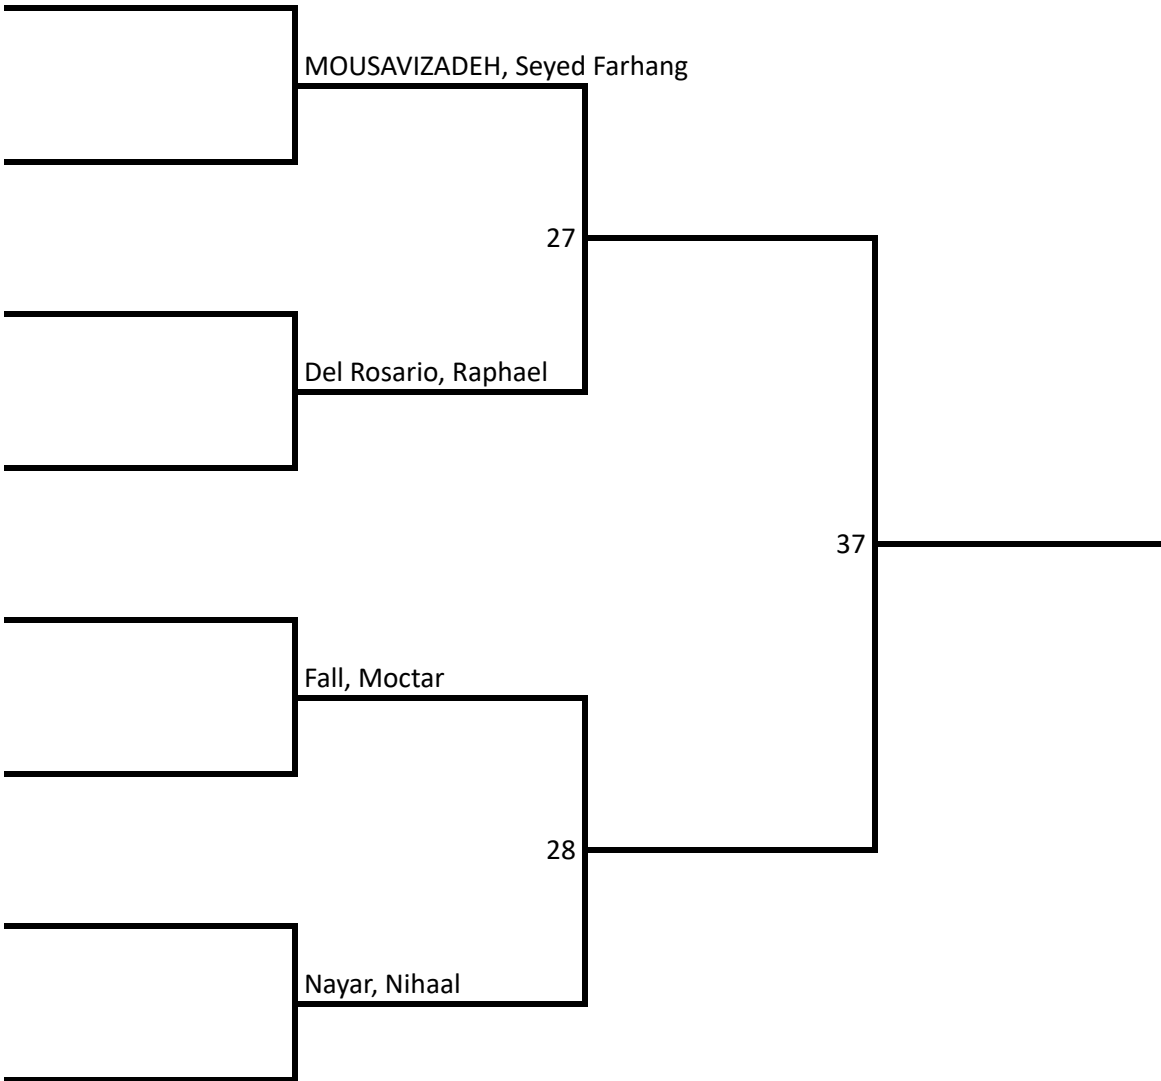 MOUSAVIZADEH, Seyed Farhang
27
Del Rosario, Raphael
37
Fall, Moctar
28
Nayar, Nihaal